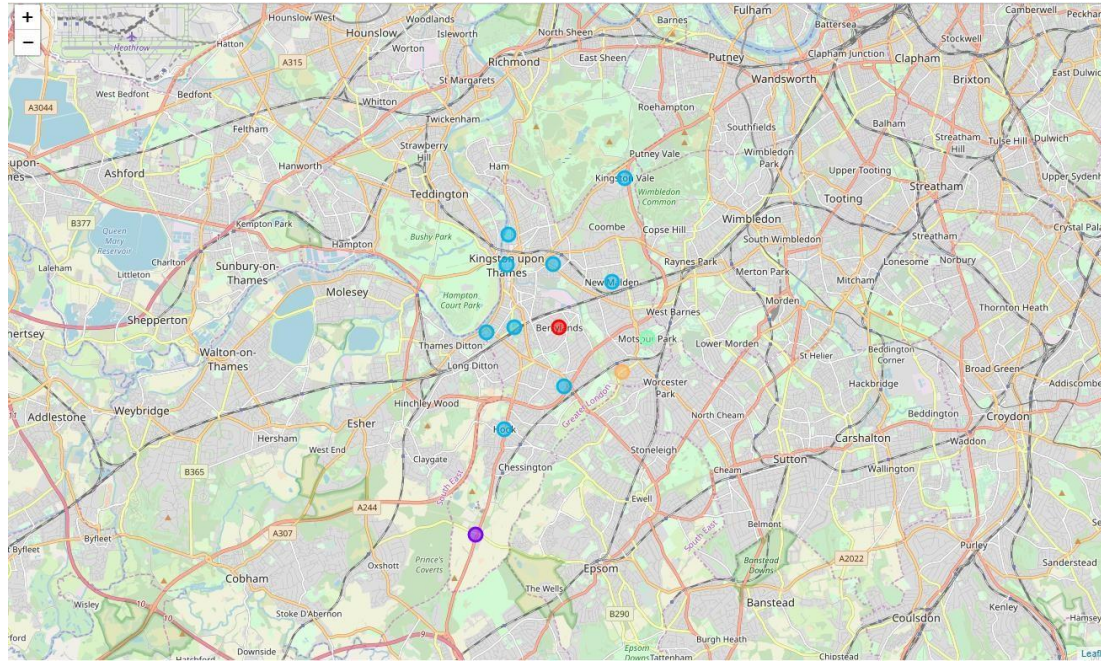 +
−
Hounslow West
Woodlands
Isleworth
North Sheen
Barnes
Fulham
Battersea
Camberwell
Peckham
Heathrow
Hatton
Hounslow
Worton
Richmond
East Sheen
Putney
Clapham Junction
Clapham
Stockwell
A315
St Margarets
Wandsworth
Brixton
East Dulwich
West Bedfont
Bedfont
A3044
Whitton
Roehampton
Twickenham
Feltham
Southfields
Balham
Streatham
Hill
Tulse Hill
Dulwich
Strawberry
Hill
Putney Vale
Wimbledon
Park
upon-
Ashford
Hanworth
Ham
Upper Tooting
Kingston Vale
Streatham
Teddington
Wimbledon
Common
Tooting
B377
Kempton Park
Wimbledon
Queen
Mary
Reservoir
Charlton
Hampton
Bushy Park
Coombe
Copse Hill
South Wimbledon
Streatham
Laleham
Littleton
Sunbury-on-
Thames
Kingston upon
Thames
Raynes Park
Merton Park
Lonesome
Norbury
Mitcham
Molesey
Hampton
Court Park
New Malden
Morden
Thornton Heath
Shepperton
West Barnes
Berrylands
Motspur Park
Lower Morden
Thames Ditton
Walton-on-
Thames
Long Ditton
St Helier
Beddington
Corner
Broad Green
Addiscombe
Worcester
Park
Hackbridge
Addlestone
Weybridge
Hinchley Wood
Greater London
North Cheam
Beddington
Croydon
Esher
Hook
Hersham
West End
Carshalton
Waddon
Claygate
Chessington
Stoneleigh
Cheam
Sutton
Wallington
B365
South East
Ewell
A244
South East
Belmont
A307
Byfleet
Byfleet
Oxshott
Prince's
Coverts
Epsom
Banstead
Downs
A2022
Purley
Sanderstead
Cobham
The Wells
Banstead
Wisley
10
10
Stoke D'Abernon
B290
Kenley
Coulsdon
9
Burgh Heath
Downside
Epsom
Downs
Tattenham
Chipstead